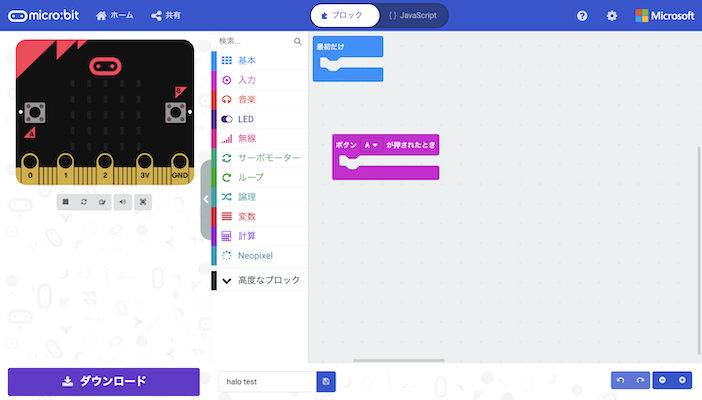 micro:bit
ホーム
共有
ブロック
{ } JavaScript
Microsoft
検索...
基本
入力
音楽
LED
無線
サーボモーター
ループ
論理
変数
計算
Neopixel
高度なブロック
最初だけ
ボタン A が押されたとき
B
A
0 1 2 3V GND
ダウンロード
halo test